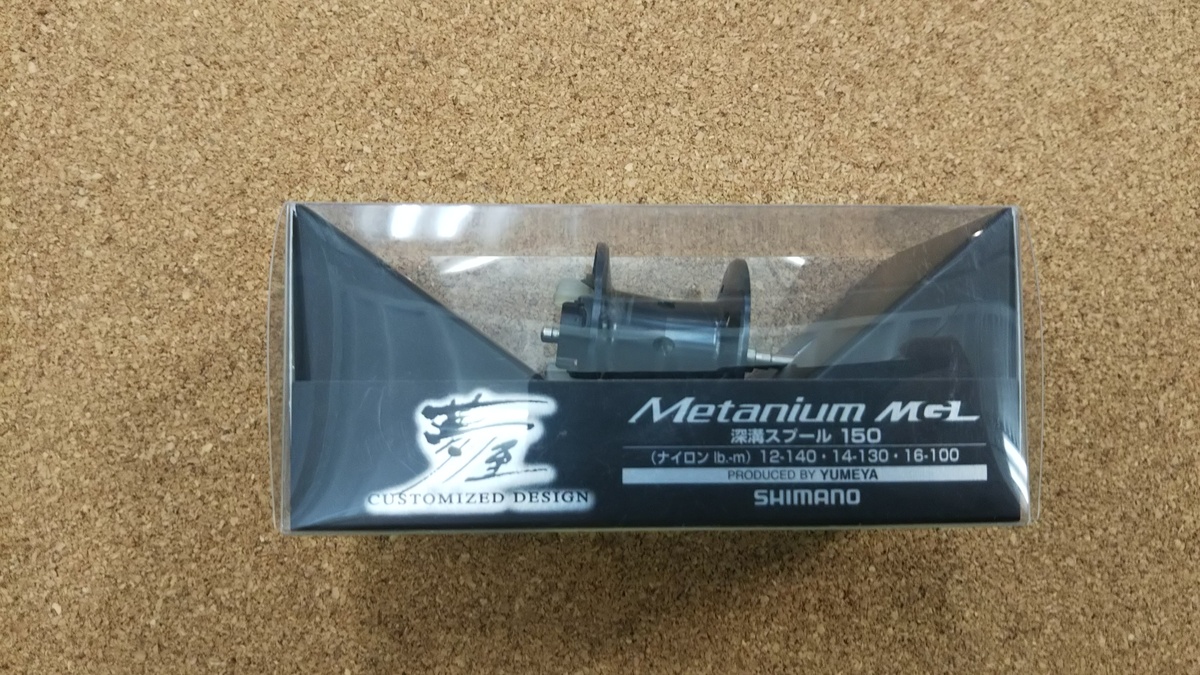 夢屋
CUSTOMIZED DESIGN
Metanium MGL
深溝スプール 150
(ナイロン lb.-m) 12-140・14-130・16-100
PRODUCED BY YUMEYA
SHIMANO